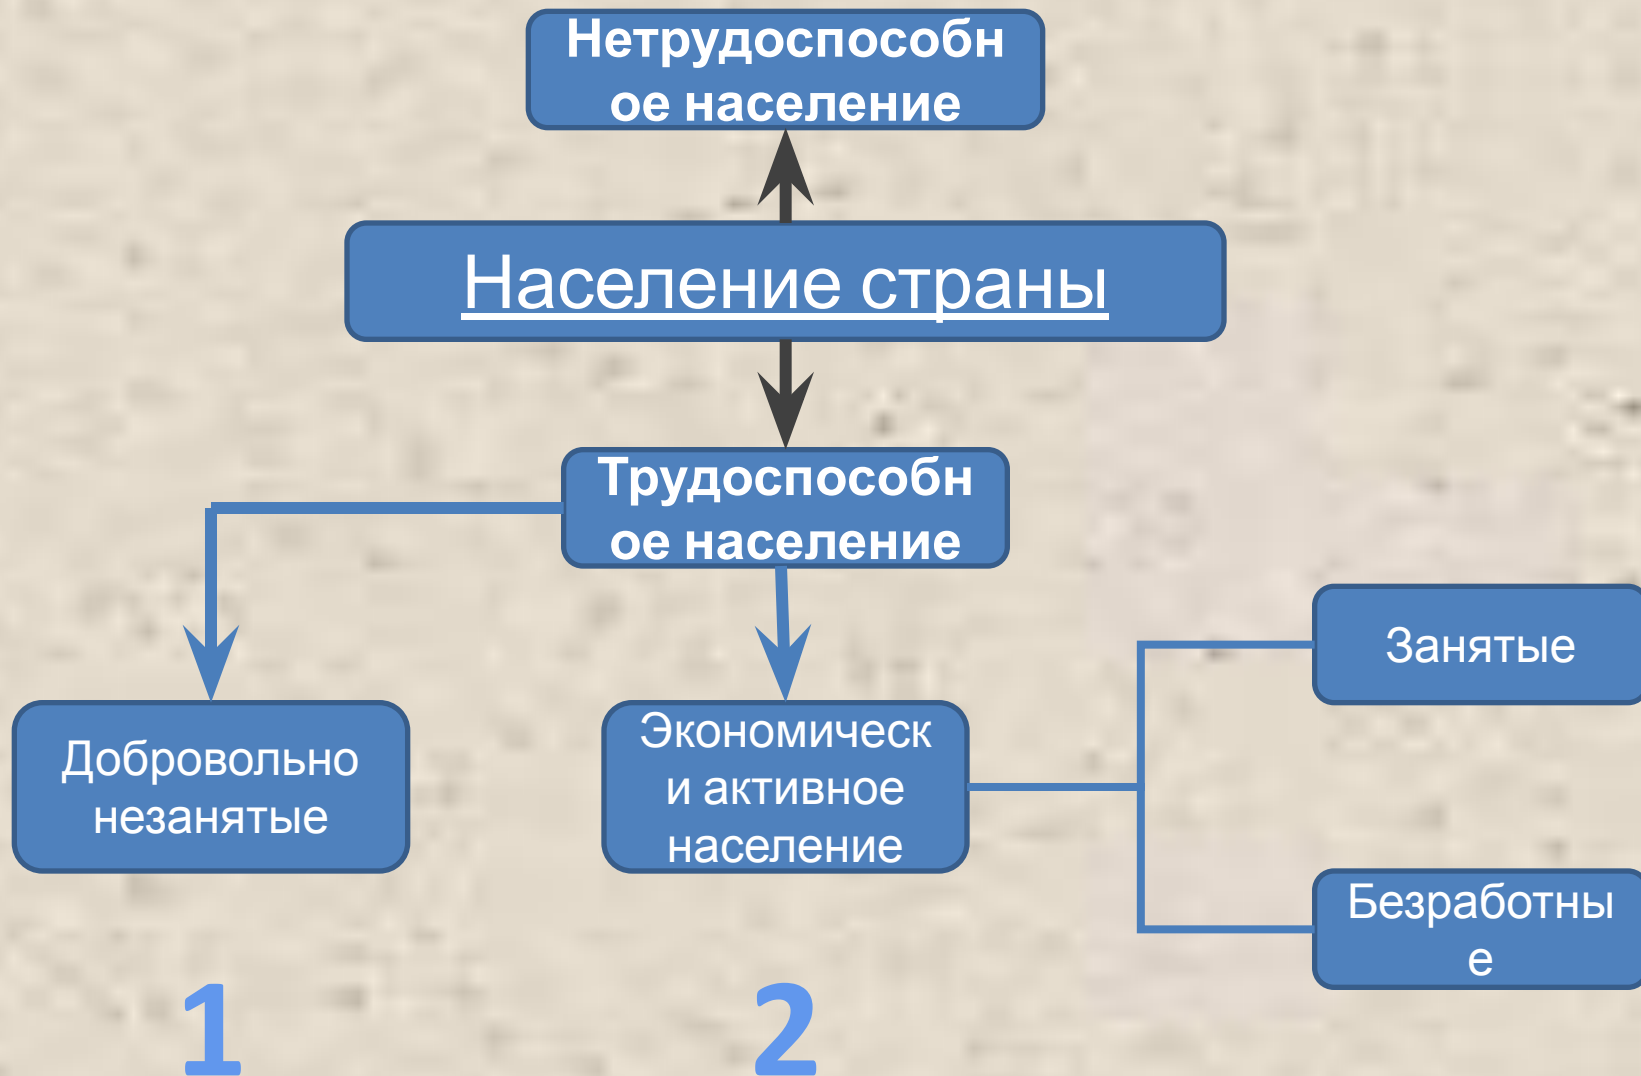 Нетрудоспособн
ое население
Население страны
Трудоспособн
ое население
Занятые
Добровольно
незанятые
Экономическ
и активное
население
Безработны
е
1
2